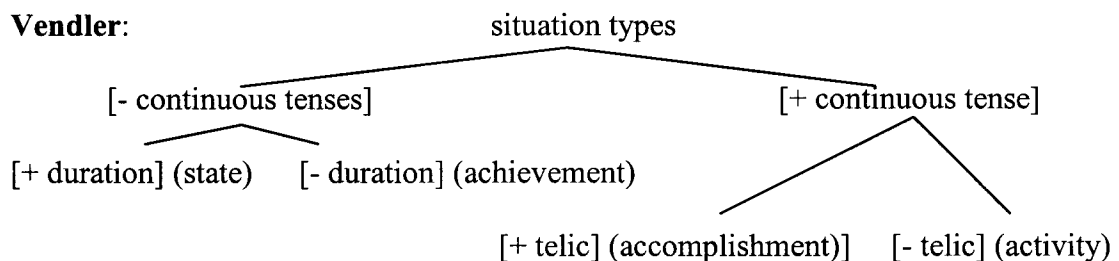 Vendler: situation types
[- continuous tenses] [+ continuous tense]
[+ duration] (state) [- duration] (achievement)
[+ telic] (accomplishment)] [- telic] (activity)